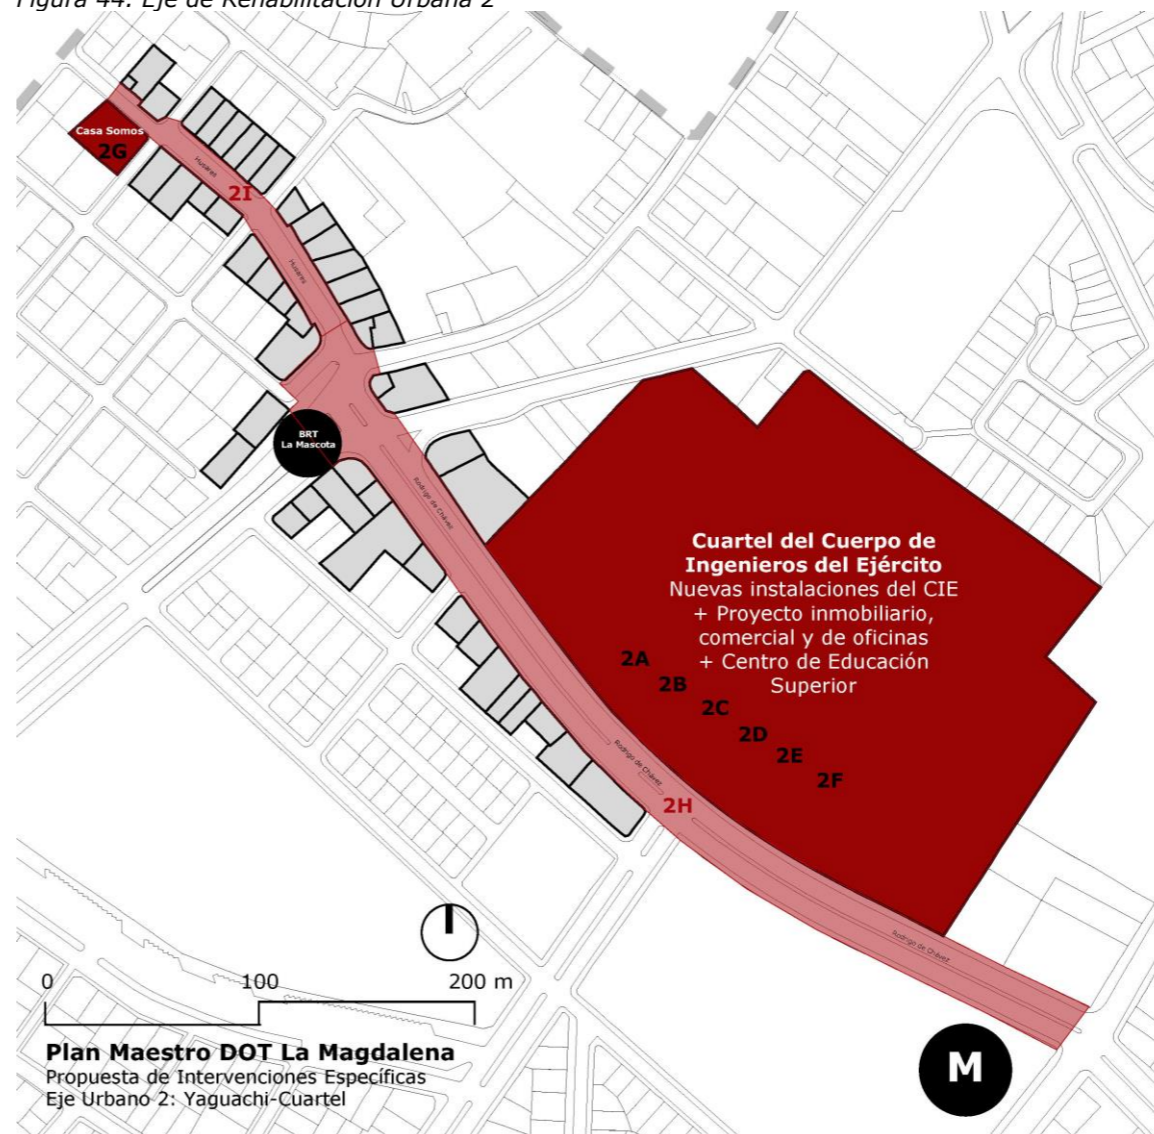 Figura 44: Eje de Rehabilitación Urbana 2
Casa Somos
2G
Husares
2I
Husares
BRT
La Mascota
Rodrigo de Chávez
Cuartel del Cuerpo de
Ingenieros del Ejército
Nuevas instalaciones del CIE
+ Proyecto inmobiliario,
comercial y de oficinas
+ Centro de Educación
Superior
2A
2B
2C
2D
2E
2F
Rodrigo de Chávez
2H
Rodrigo de Chávez
0 100 200 m
M
Plan Maestro DOT La Magdalena
Propuesta de Intervenciones Específicas
Eje Urbano 2: Yaguachi-Cuartel